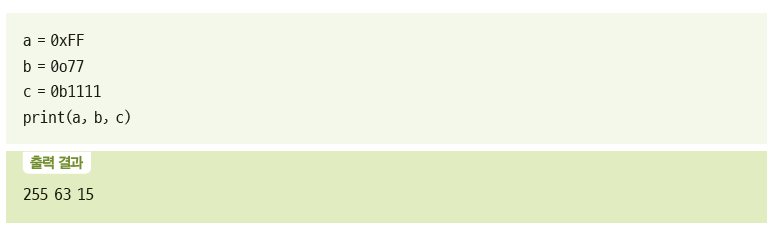 a = 0xFF
b = 0o77
c = 0b1111
print(a, b, c)
출력 결과
255 63 15